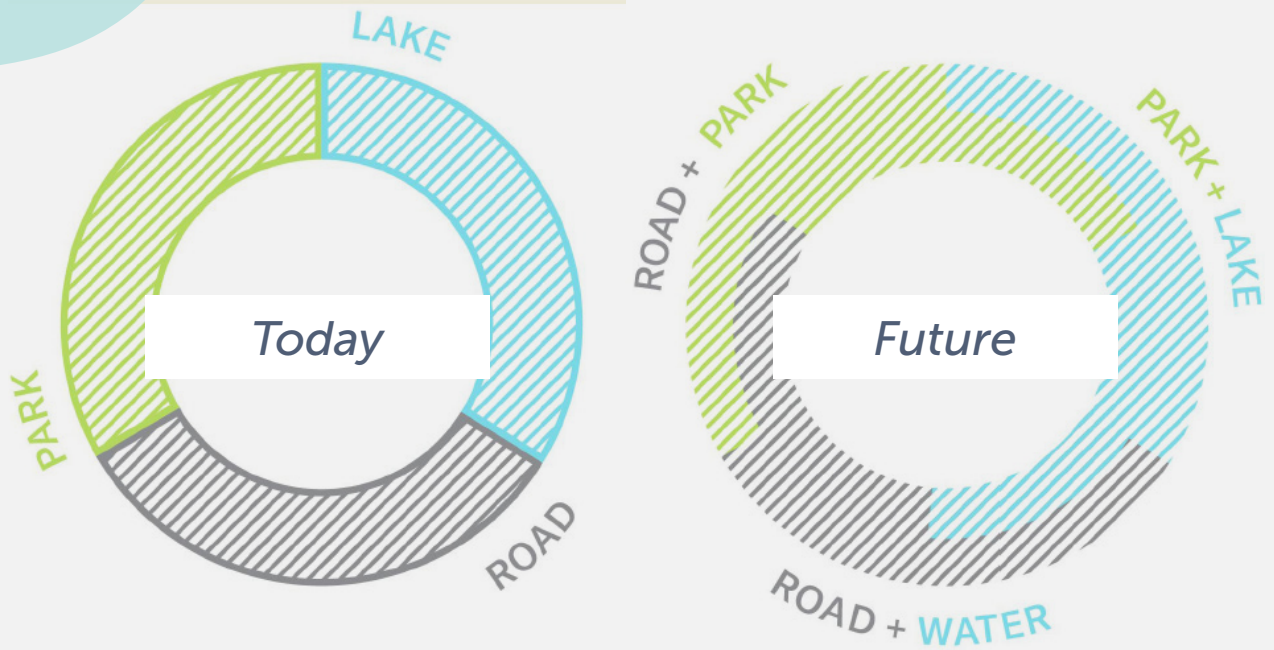 LAKE
PARK
ROAD
Today
ROAD + PARK
PARK + LAKE
ROAD + WATER
Future